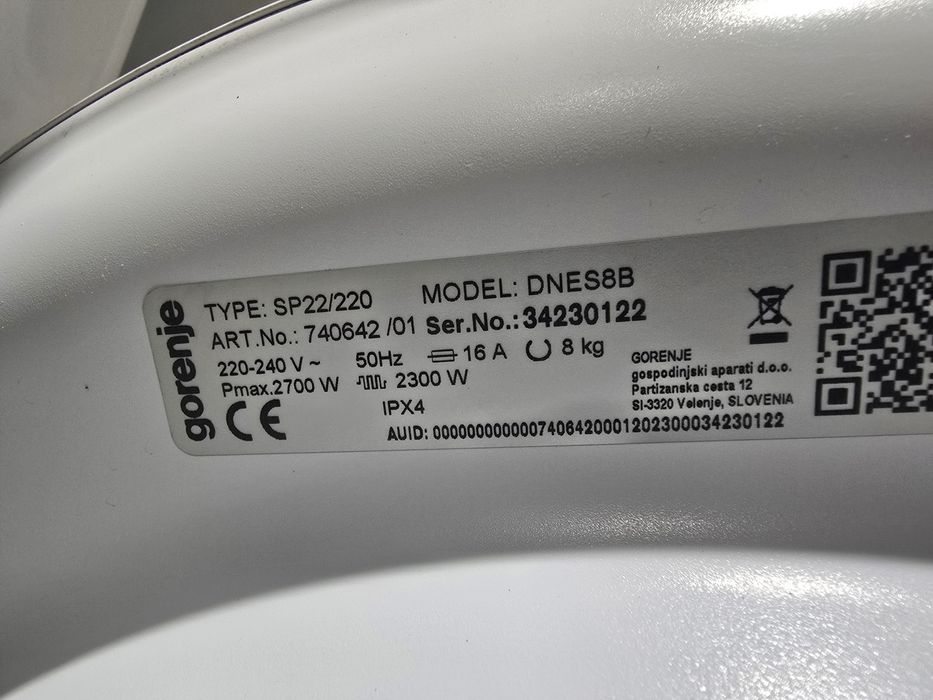 gorenje
TYPE: SP22/220 MODEL: DNES8B
ART.No.: 740642 /01 Ser.No.: 34230122
220-240 V ~ 50Hz 16 A 8 kg
Pmax.2700 W 2300 W
IPX4
CE
GORENJE
gospodinjski aparati d.o.o.
Partizanska cesta 12
SI-3320 Velenje, SLOVENIA
AUID: 0000000000007406420001202300034230122